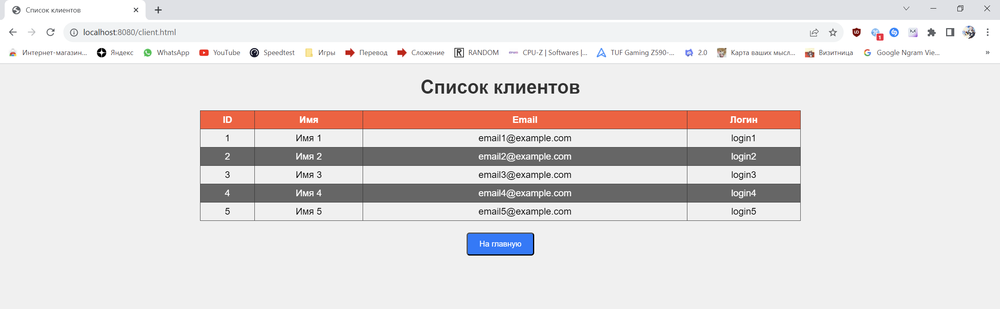 Список клиентов
localhost:8080/client.html
1
Интернет-магазин... Яндекс WhatsApp YouTube Speedtest Игры Перевод Сложение RANDOM CPU-Z | Softwares |... TUF Gaming Z590-... 2.0 Карта ваших мысл... Визитница Google Ngram Vie... »
Список клиентов
ID Имя Email Логин
1 Имя 1 email1@example.com login1
2 Имя 2 email2@example.com login2
3 Имя 3 email3@example.com login3
4 Имя 4 email4@example.com login4
5 Имя 5 email5@example.com login5
На главную